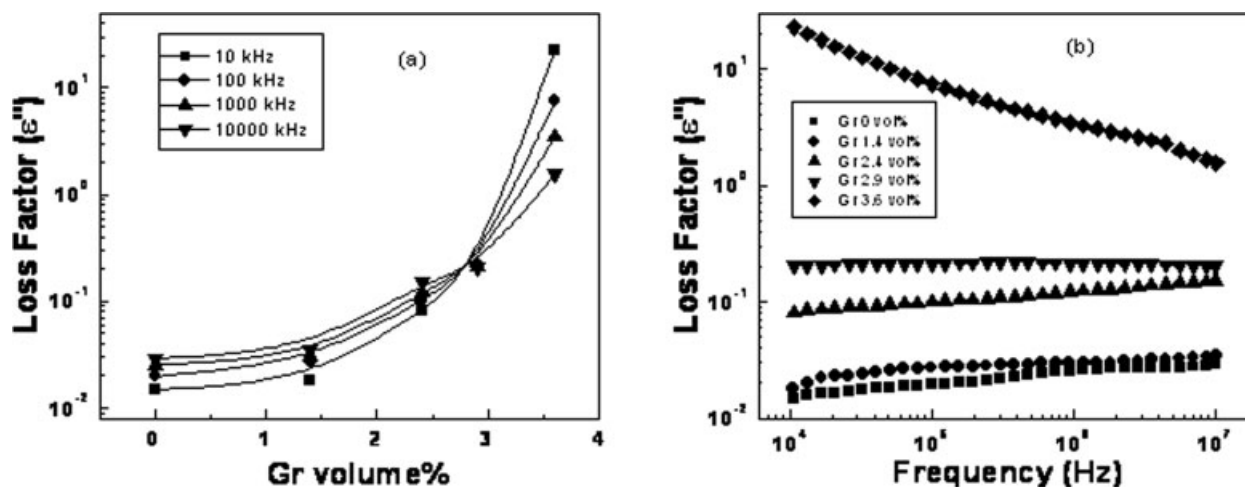 (a)
10 kHz
100 kHz
1000 kHz
10000 kHz
Loss Factor (ε''')
10¹
10⁰
10⁻¹
10⁻²
0 1 2 3 4
Gr volume%
(b)
Gr 0 vol%
Gr 1.4 vol%
Gr 2.4 vol%
Gr 2.9 vol%
Gr 3.6 vol%
Loss Factor (ε''')
10¹
10⁰
10⁻¹
10⁻²
10⁴ 10⁵ 10⁶ 10⁷
Frequency (Hz)